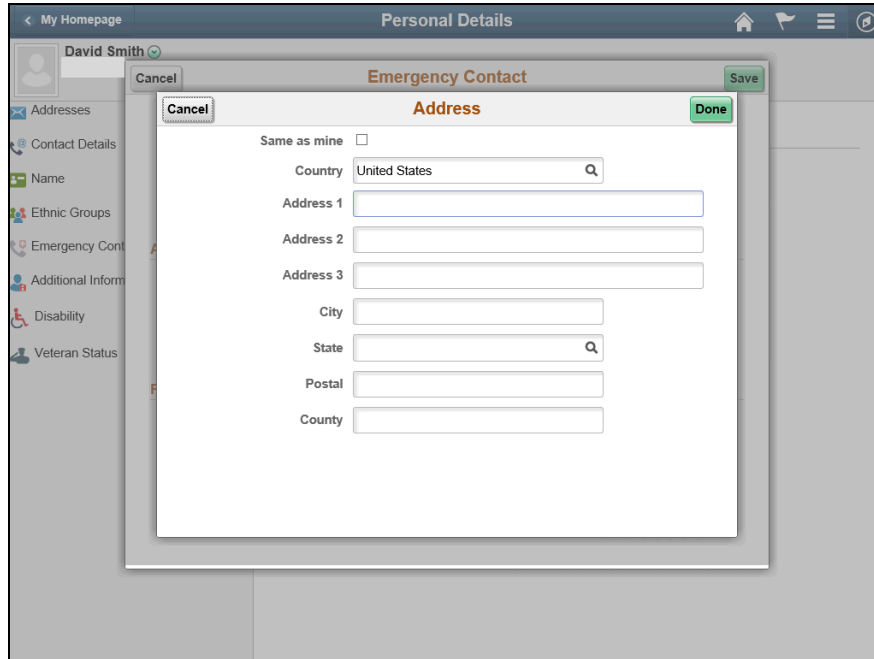 My Homepage
Personal Details
David Smith
Cancel
Emergency Contact
Save
Cancel
Address
Done
Addresses
Contact Details
Name
Ethnic Groups
Emergency Cont
Additional Inform
Disability
Veteran Status
Same as mine
Country United States
Address 1
Address 2
Address 3
City
State
Postal
County